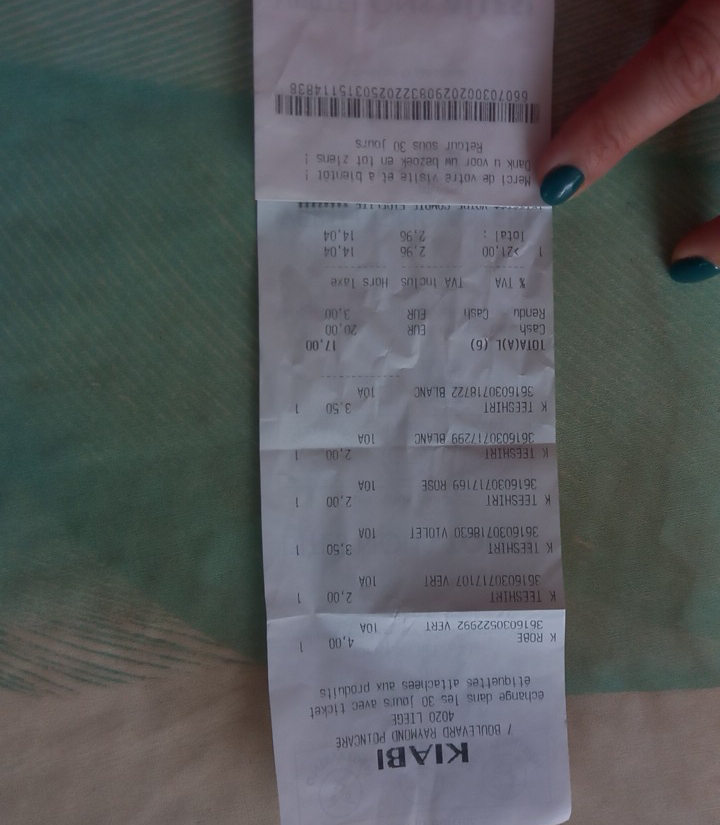 KIABI
7 BOULEVARD RAYMOND POINCARE
4020 LIEGE
echange dans les 30 jours avec ticket
etiquettes attachees aux produits
K ROBE 4,00 1
3616030522992 VERT 10A
K TEESHIRT 2,00 1
3616030717107 VERT 10A
K TEESHIRT 3,50 1
3616030718630 VIOLET 10A
K TEESHIRT 2,00 1
3616030717169 ROSE 10A
K TEESHIRT 2,00 1
3616030717299 BLANC 10A
K TEESHIRT 3,50 1
3616030718722 BLANC 10A
TOTA(A)L (6) 17,00
Cash EUR 20,00
Rendu Cash EUR 3,00
% TVA TVA Inclus Hors Taxe
1 >21,00 2,96 14,04
Total : 2,96 14,04
VOTRE COMPTE FIDELITE
Merci de votre visite et a bientot !
Dank u voor uw bezoek en tot ziens !
Retour sous 30 jours
660703002029083220250315114838